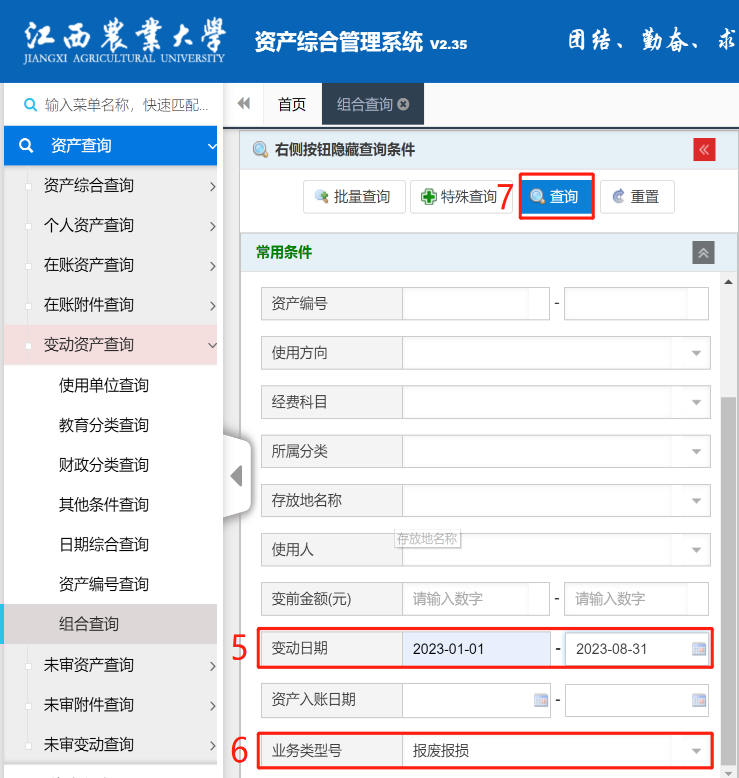 江西农业大学
JIANGXI AGRICULTURAL UNIVERSITY
资产综合管理系统 V2.35
团结、勤奋、求
输入菜单名称，快速匹配...
首页
组合查询
资产查询
右侧按钮隐藏查询条件
资产综合查询
批量查询
特殊查询
7
查询
重置
个人资产查询
常用条件
在账资产查询
在账附件查询
资产编号
-
变动资产查询
使用方向
使用单位查询
经费科目
教育分类查询
所属分类
财政分类查询
其他条件查询
存放地名称
日期综合查询
使用人
存放地名称
资产编号查询
变前金额(元)
请输入数字
-
请输入数字
组合查询
5
变动日期
2023-01-01
-
2023-08-31
未审资产查询
资产入账日期
-
未审附件查询
未审变动查询
6
业务类型号
报废报损